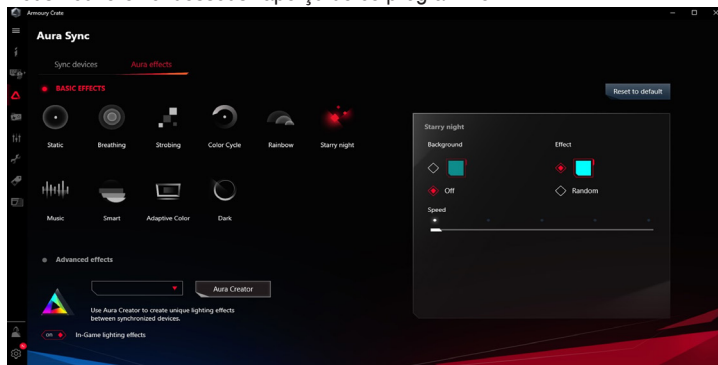 Armoury Crate
Aura Sync
Sync devices
Aura effects
BASIC EFFECTS
Reset to default
Static
Breathing
Strobing
Color Cycle
Rainbow
Starry night
Music
Smart
Adaptive Color
Dark
Starry night
Background
Effect
Off
Random
Speed
Advanced effects
Aura Creator
Use Aura Creator to create unique lighting effects
between synchronized devices.
on
In-Game lighting effects